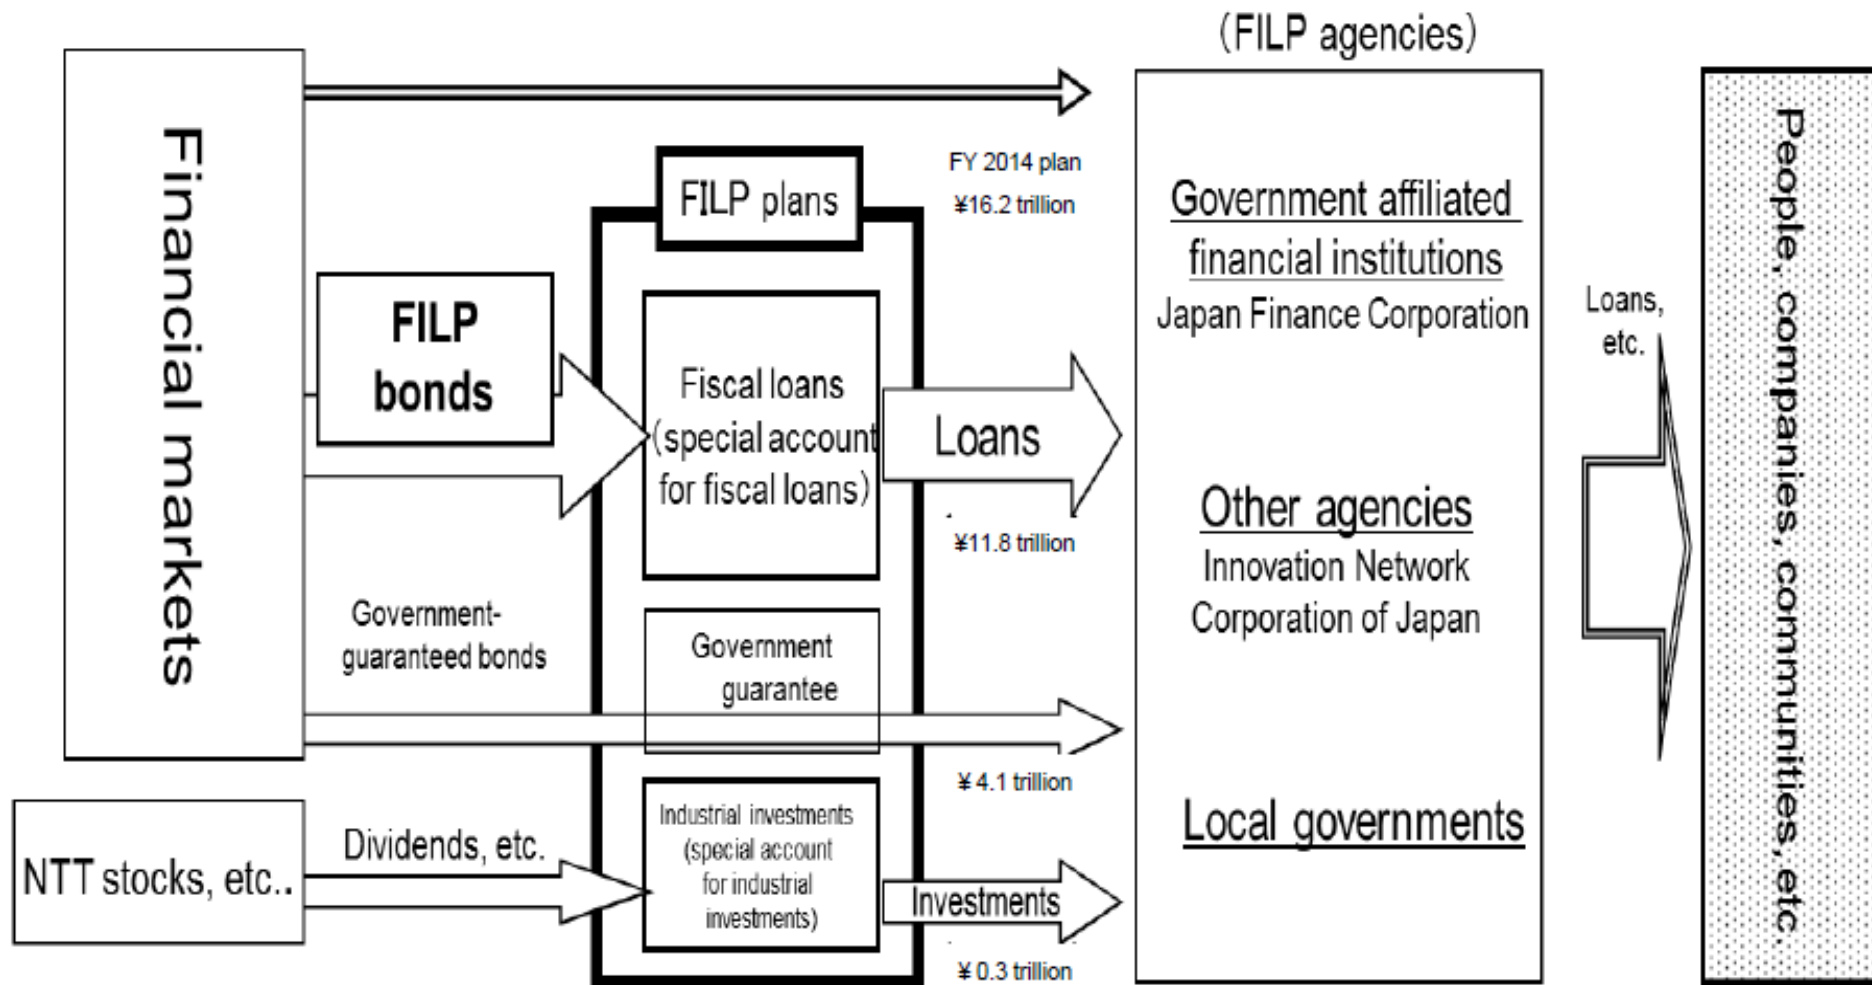 (FILP agencies)
Financial markets
FY 2014 plan
¥16.2 trillion
FILP plans
FILP
bonds
Fiscal loans
(special account
for fiscal loans)
Loans
¥11.8 trillion
Government-
guaranteed bonds
Government
guarantee
¥ 4.1 trillion
NTT stocks, etc..
Dividends, etc.
Industrial investments
(special account
for industrial
investments)
Investments
¥ 0.3 trillion
Government affiliated
financial institutions
Japan Finance Corporation
Other agencies
Innovation Network
Corporation of Japan
Local governments
Loans,
etc.
People, companies, communities, etc.